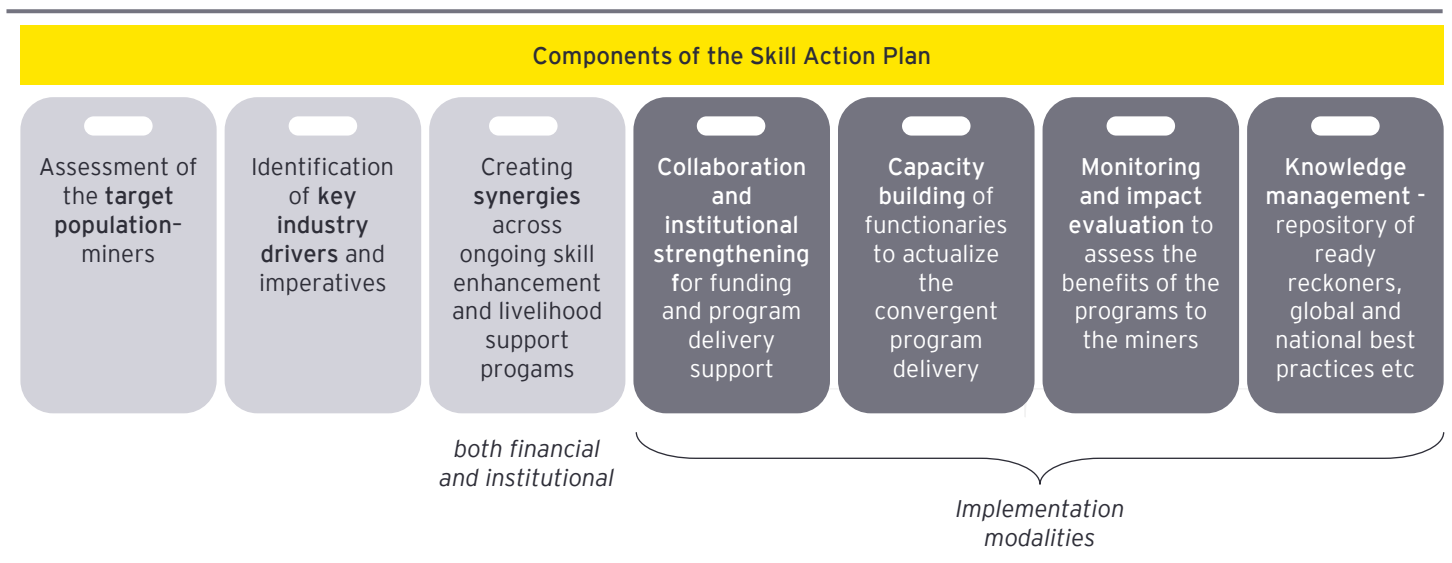 Components of the Skill Action Plan
Assessment of
the target
population–
miners
Identification
of key
industry
drivers and
imperatives
Creating
synergies
across
ongoing skill
enhancement
and livelihood
support
progams
Collaboration
and
institutional
strengthening
for funding
and program
delivery
support
Capacity
building of
functionaries
to actualize
the
convergent
program
delivery
Monitoring
and impact
evaluation to
assess the
benefits of the
programs to
the miners
Knowledge
management -
repository of
ready
reckoners,
global and
national best
practices etc
both financial
and institutional
Implementation
modalities